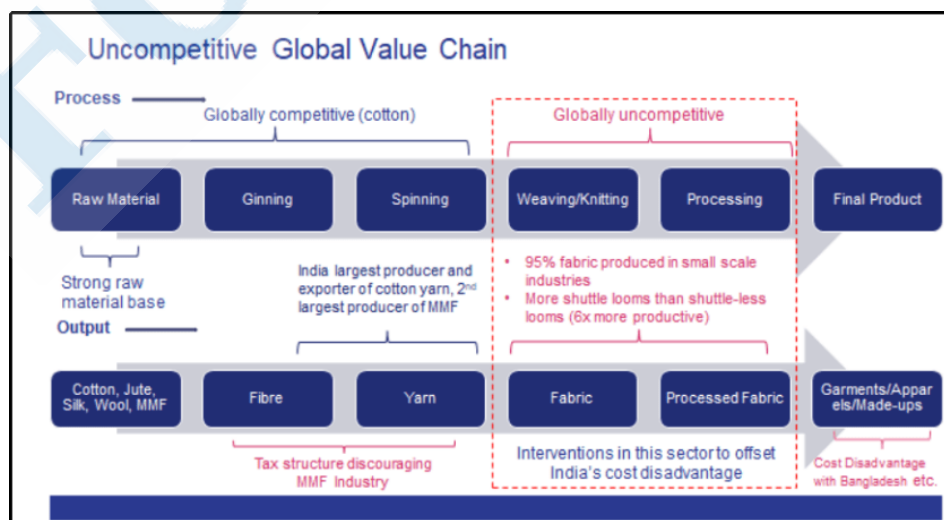 Uncompetitive Global Value Chain
Process
Globally competitive (cotton)
Globally uncompetitive
Raw Material
Ginning
Spinning
Weaving/Knitting
Processing
Final Product
Strong raw
material base
India largest producer and
exporter of cotton yarn, 2nd
largest producer of MMF
• 95% fabric produced in small scale
industries
• More shuttle looms than shuttle-less
looms (6x more productive)
Output
Cotton, Jute,
Silk, Wool, MMF
Fibre
Yarn
Fabric
Processed Fabric
Garments/Appar
els/Made-ups
Tax structure discouraging
MMF Industry
Interventions in this sector to offset
India's cost disadvantage
Cost Disadvantage
with Bangladesh etc.